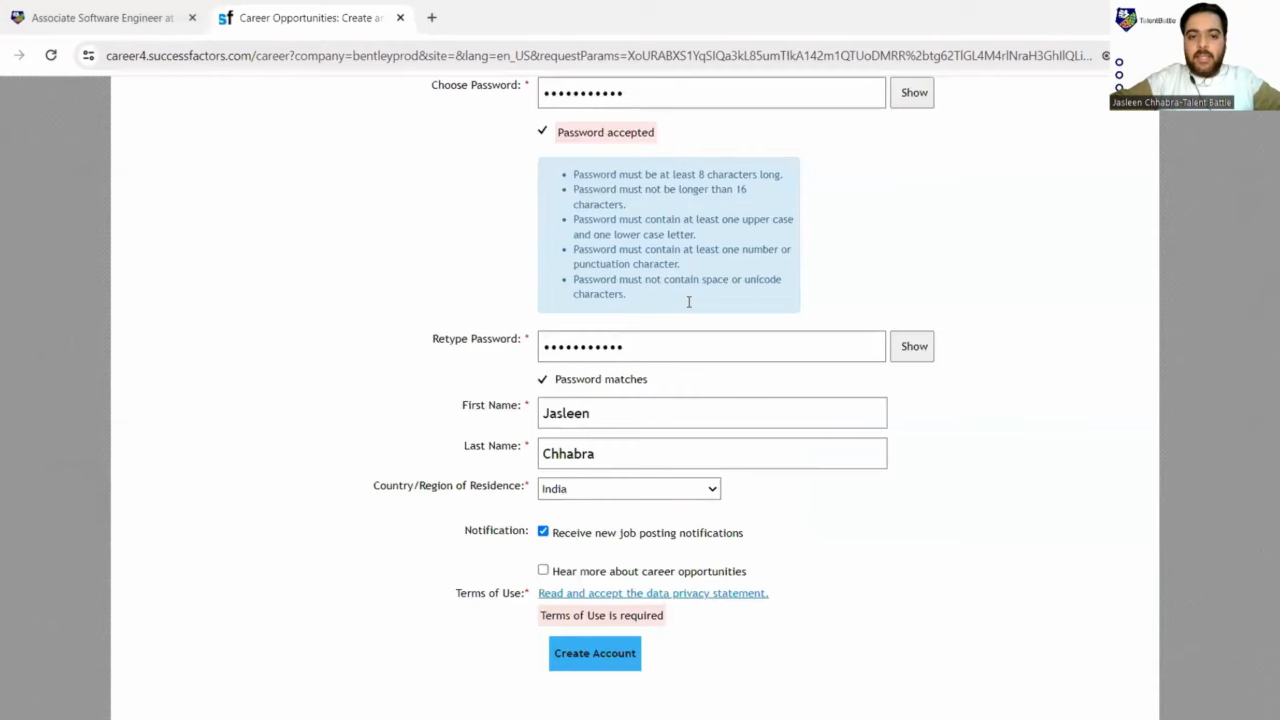 Associate Software Engineer at
Career Opportunities: Create an
career4.successfactors.com/career?company=bentleyprod&site=&lang=en_US&requestParams=XoURABXS1YqSIQa3kL85umTlkA142m1QTUoDMRR%2btg62TlGL4M4rlNraH3GhIlQLi...
TalentBattle
Jasleen Chhabra-Talent Battle
Choose Password: *
Show
Password accepted
• Password must be at least 8 characters long.
• Password must not be longer than 16
characters.
• Password must contain at least one upper case
and one lower case letter.
• Password must contain at least one number or
punctuation character.
• Password must not contain space or unicode
characters.
Retype Password: *
Show
Password matches
First Name: *
Jasleen
Last Name: *
Chhabra
Country/Region of Residence:*
India
Notification:
Receive new job posting notifications
Hear more about career opportunities
Terms of Use:*
Read and accept the data privacy statement.
Terms of Use is required
Create Account